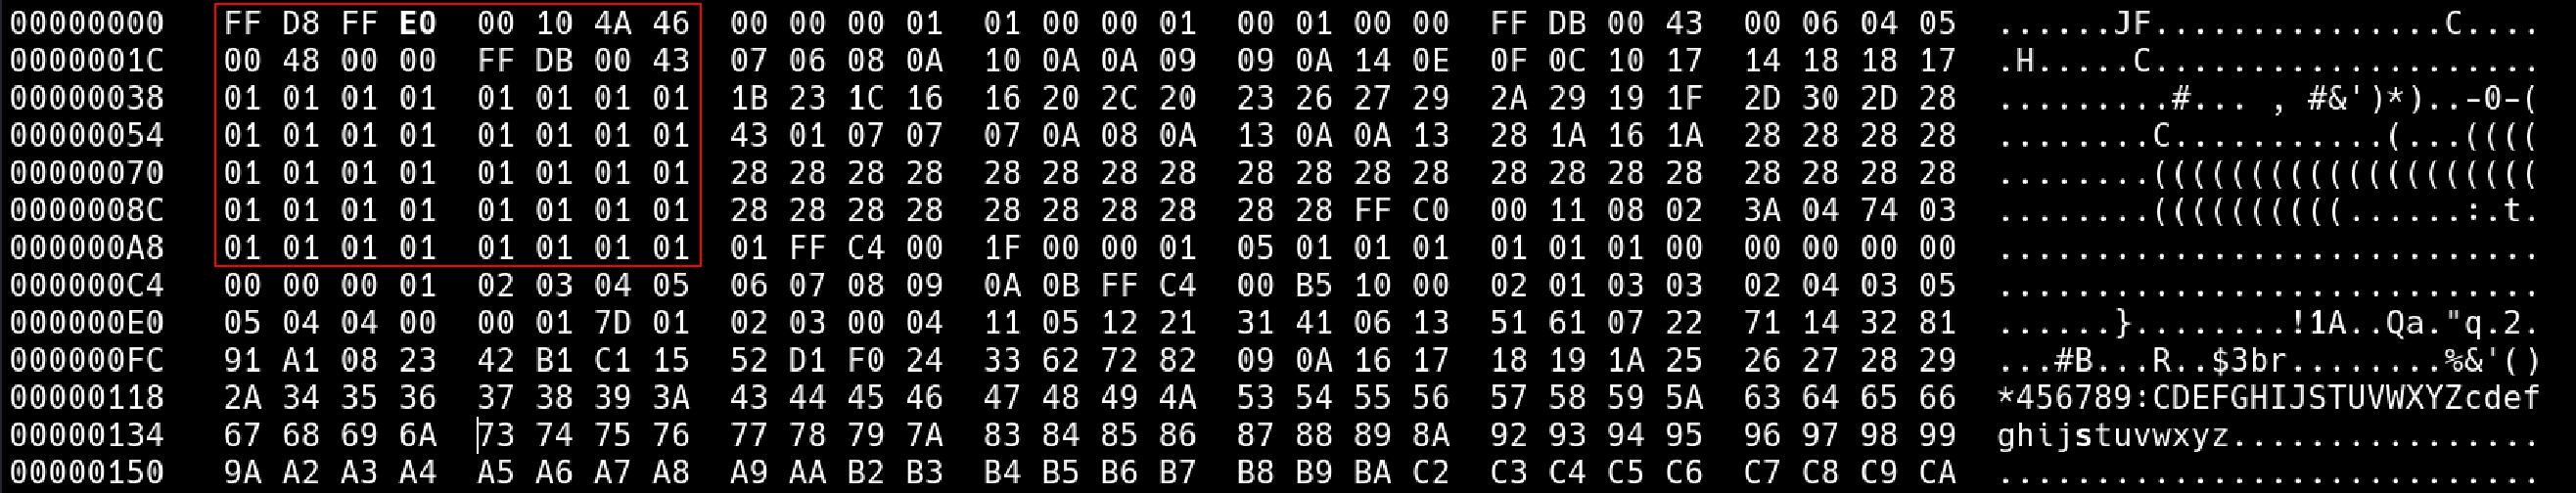 00000000 FF D8 FF E0 00 10 4A 46 00 00 00 01 01 00 00 01 00 01 00 00 FF DB 00 43 00 06 04 05 ......JF...............C....
0000001C 00 48 00 00 FF DB 00 43 07 06 08 0A 10 0A 0A 09 09 0A 14 0E 0F 0C 10 17 14 18 18 17 .H.....C....................
00000038 01 01 01 01 01 01 01 01 1B 23 1C 16 16 20 2C 20 23 26 27 29 2A 29 19 1F 2D 30 2D 28 .........#... , #&')*)..-0-(
00000054 01 01 01 01 01 01 01 01 43 01 07 07 07 0A 08 0A 13 0A 0A 13 28 1A 16 1A 28 28 28 28 ........C...........(...((((
00000070 01 01 01 01 01 01 01 01 28 28 28 28 28 28 28 28 28 28 28 28 28 28 28 28 28 28 28 28 ........((((((((((((((((((((
0000008C 01 01 01 01 01 01 01 01 28 28 28 28 28 28 28 28 28 28 FF C0 00 11 08 02 3A 04 74 03 ........((((((((((......:.t.
000000A8 01 01 01 01 01 01 01 01 01 FF C4 00 1F 00 00 01 05 01 01 01 01 01 01 00 00 00 00 00 ............................
000000C4 00 00 00 01 02 03 04 05 06 07 08 09 0A 0B FF C4 00 B5 10 00 02 01 03 03 02 04 03 05 ............................
000000E0 05 04 04 00 00 01 7D 01 02 03 00 04 11 05 12 21 31 41 06 13 51 61 07 22 71 14 32 81 ......}........!1A..Qa."q.2.
000000FC 91 A1 08 23 42 B1 C1 15 52 D1 F0 24 33 62 72 82 09 0A 16 17 18 19 1A 25 26 27 28 29 ...#B...R..$3br........%&'()
00000118 2A 34 35 36 37 38 39 3A 43 44 45 46 47 48 49 4A 53 54 55 56 57 58 59 5A 63 64 65 66 *456789:CDEFGHIJSTUVWXYZcdef
00000134 67 68 69 6A 73 74 75 76 77 78 79 7A 83 84 85 86 87 88 89 8A 92 93 94 95 96 97 98 99 ghijstuvwxyz................
00000150 9A A2 A3 A4 A5 A6 A7 A8 A9 AA B2 B3 B4 B5 B6 B7 B8 B9 BA C2 C3 C4 C5 C6 C7 C8 C9 CA ............................